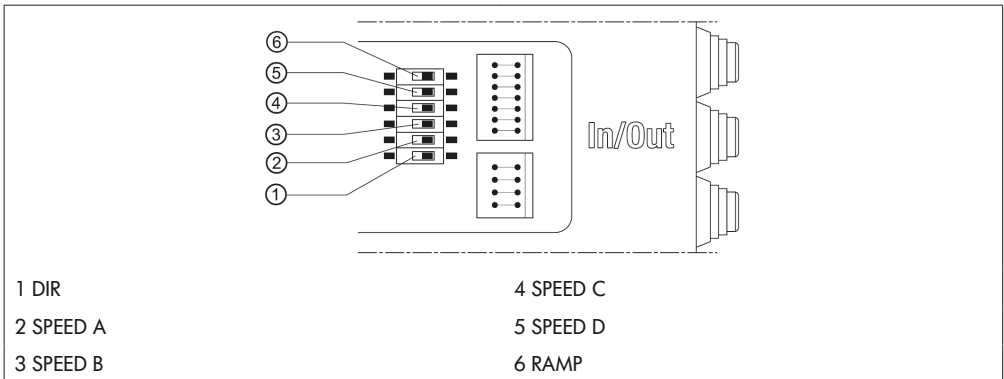 6
5
4
3
2
1
In/Out
1 DIR
4 SPEED C
2 SPEED A
5 SPEED D
3 SPEED B
6 RAMP